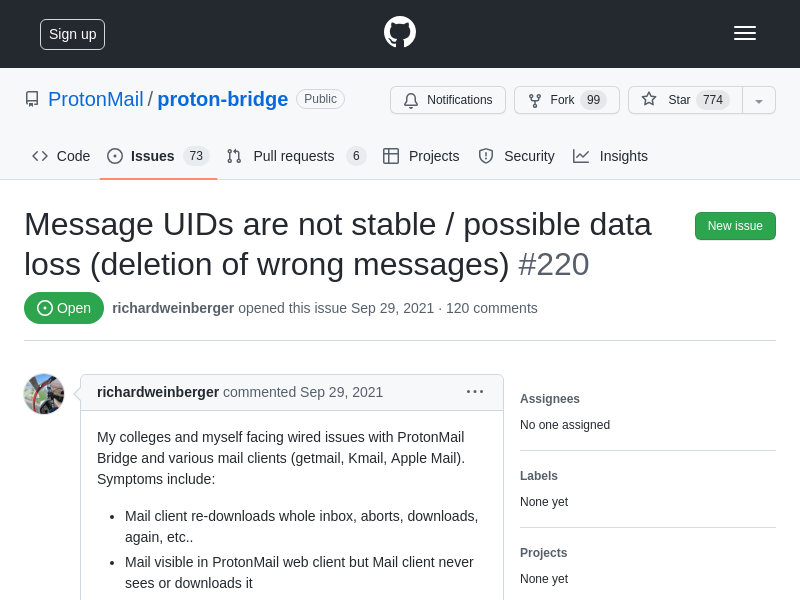 Sign up
ProtonMail / proton-bridge Public
Notifications Fork 99 Star 774
Code Issues 73 Pull requests 6 Projects Security Insights
Message UIDs are not stable / possible data
loss (deletion of wrong messages) #220
New issue
Open richardweinberger opened this issue Sep 29, 2021 · 120 comments
richardweinberger commented Sep 29, 2021
My colleges and myself facing wired issues with ProtonMail
Bridge and various mail clients (getmail, Kmail, Apple Mail).
Symptoms include:
• Mail client re-downloads whole inbox, aborts, downloads,
again, etc..
• Mail visible in ProtonMail web client but Mail client never
sees or downloads it
Assignees
No one assigned
Labels
None yet
Projects
None yet